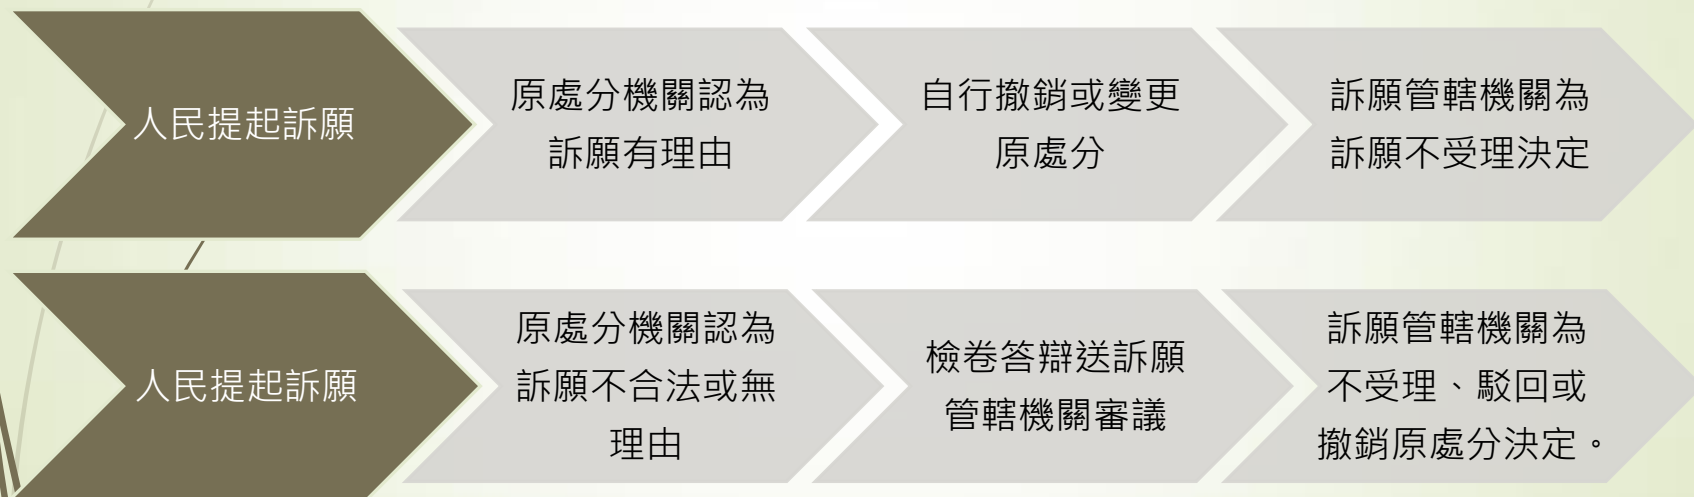 人民提起訴願
原處分機關認為
訴願有理由
自行撤銷或變更
原處分
訴願管轄機關為
訴願不受理決定
人民提起訴願
原處分機關認為
訴願不合法或無
理由
檢卷答辯送訴願
管轄機關審議
訴願管轄機關為
不受理、駁回或
撤銷原處分決定。